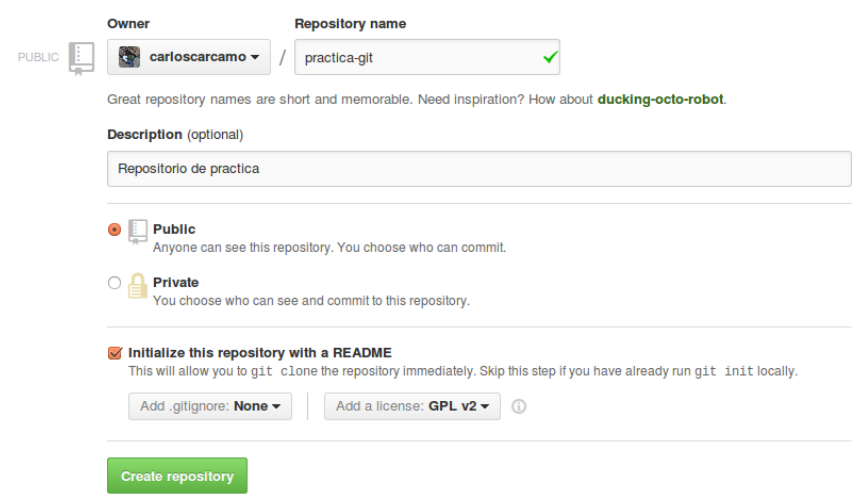 Owner
Repository name
PUBLIC
carloscarcamo
/
practica-git
Great repository names are short and memorable. Need inspiration? How about ducking-octo-robot.
Description (optional)
Repositorio de practica
Public
Anyone can see this repository. You choose who can commit.
Private
You choose who can see and commit to this repository.
Initialize this repository with a README
This will allow you to git clone the repository immediately. Skip this step if you have already run git init locally.
Add .gitignore: None
Add a license: GPL v2
Create repository